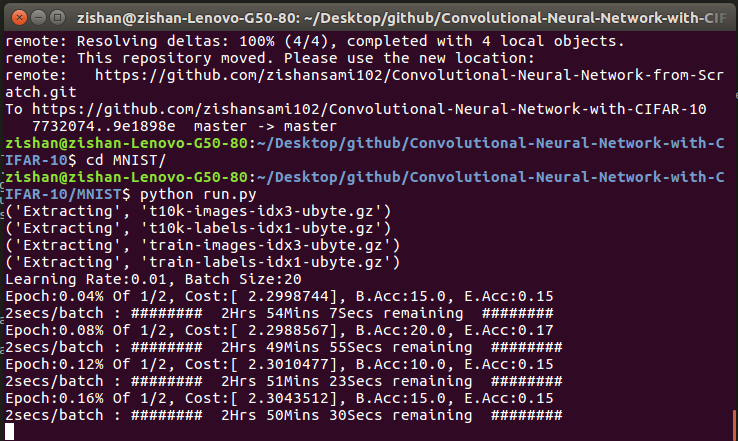 zishan@zishan-Lenovo-G50-80: ~/Desktop/github/Convolutional-Neural-Network-with-CIF
remote: Resolving deltas: 100% (4/4), completed with 4 local objects.
remote: This repository moved. Please use the new location:
remote:   https://github.com/zishansami102/Convolutional-Neural-Network-from-Scr
atch.git
To https://github.com/zishansami102/Convolutional-Neural-Network-with-CIFAR-10
   7732074..9e1898e  master -> master
zishan@zishan-Lenovo-G50-80:~/Desktop/github/Convolutional-Neural-Network-with-C
IFAR-10$ cd MNIST/
zishan@zishan-Lenovo-G50-80:~/Desktop/github/Convolutional-Neural-Network-with-C
IFAR-10/MNIST$ python run.py
('Extracting', 't10k-images-idx3-ubyte.gz')
('Extracting', 't10k-labels-idx1-ubyte.gz')
('Extracting', 'train-images-idx3-ubyte.gz')
('Extracting', 'train-labels-idx1-ubyte.gz')
Learning Rate:0.01, Batch Size:20
Epoch:0.04% Of 1/2, Cost:[ 2.2998744], B.Acc:15.0, E.Acc:0.15
2secs/batch : ########  2Hrs 54Mins 7Secs remaining  ########
Epoch:0.08% Of 1/2, Cost:[ 2.2988567], B.Acc:20.0, E.Acc:0.17
2secs/batch : ########  2Hrs 49Mins 55Secs remaining  ########
Epoch:0.12% Of 1/2, Cost:[ 2.3010477], B.Acc:10.0, E.Acc:0.15
2secs/batch : ########  2Hrs 51Mins 23Secs remaining  ########
Epoch:0.16% Of 1/2, Cost:[ 2.3043512], B.Acc:15.0, E.Acc:0.15
2secs/batch : ########  2Hrs 50Mins 30Secs remaining  ########